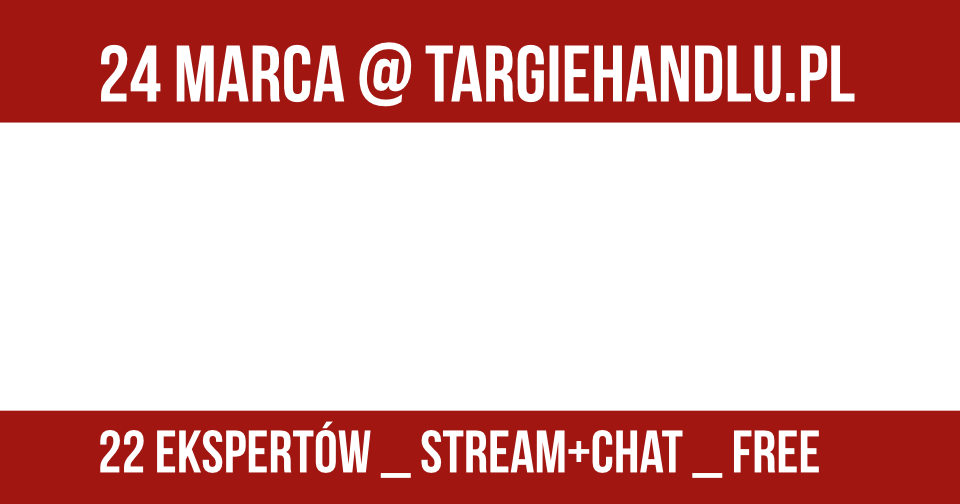 24 MARCA @ TARGIEHANDLU.PL
22 EKSPERTÓW _ STREAM+CHAT _ FREE